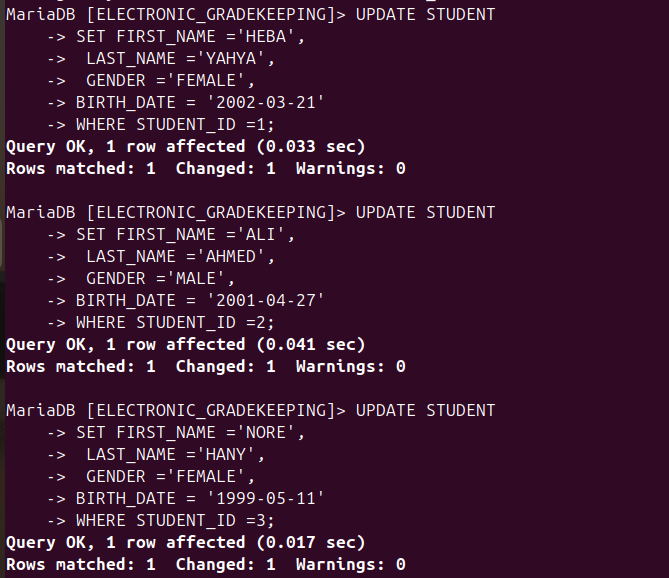 MariaDB [ELECTRONIC_GRADEKEEPING]> UPDATE STUDENT
    -> SET FIRST_NAME ='HEBA',
    ->  LAST_NAME ='YAHYA',
    ->  GENDER ='FEMALE',
    -> BIRTH_DATE = '2002-03-21'
    -> WHERE STUDENT_ID =1;
Query OK, 1 row affected (0.033 sec)
Rows matched: 1  Changed: 1  Warnings: 0

MariaDB [ELECTRONIC_GRADEKEEPING]> UPDATE STUDENT
    -> SET FIRST_NAME ='ALI',
    ->  LAST_NAME ='AHMED',
    ->  GENDER ='MALE',
    -> BIRTH_DATE = '2001-04-27'
    -> WHERE STUDENT_ID =2;
Query OK, 1 row affected (0.041 sec)
Rows matched: 1  Changed: 1  Warnings: 0

MariaDB [ELECTRONIC_GRADEKEEPING]> UPDATE STUDENT
    -> SET FIRST_NAME ='NORE',
    ->  LAST_NAME ='HANY',
    ->  GENDER ='FEMALE',
    -> BIRTH_DATE = '1999-05-11'
    -> WHERE STUDENT_ID =3;
Query OK, 1 row affected (0.017 sec)
Rows matched: 1  Changed: 1  Warnings: 0